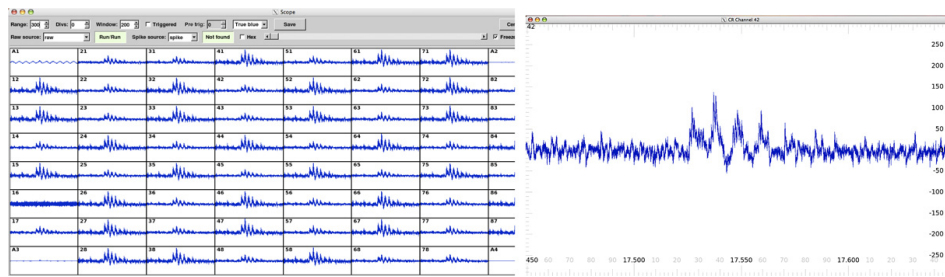 Scope
Range: 300 Divs: 0 Window: 200 Triggered Pre trig: 0 True blue Save
Raw source: raw Run/Run Spike source: spike Not found Hex
A1 21 31 41 51 61 71 A2
12 22 32 42 52 62 72 82
13 23 33 43 53 63 73 83
14 24 34 44 54 64 74 84
15 25 35 45 55 65 75 85
16 26 36 46 56 66 76 86
17 27 37 47 57 67 77 87
A3 28 38 48 58 68 78 A4
CR Channel 42
42
250
200
150
100
50
0
-50
-100
-150
-200
-250
450 60 70 80 90 17.500 10 20 30 40 17.550 60 70 80 90 17.600 10 20 30